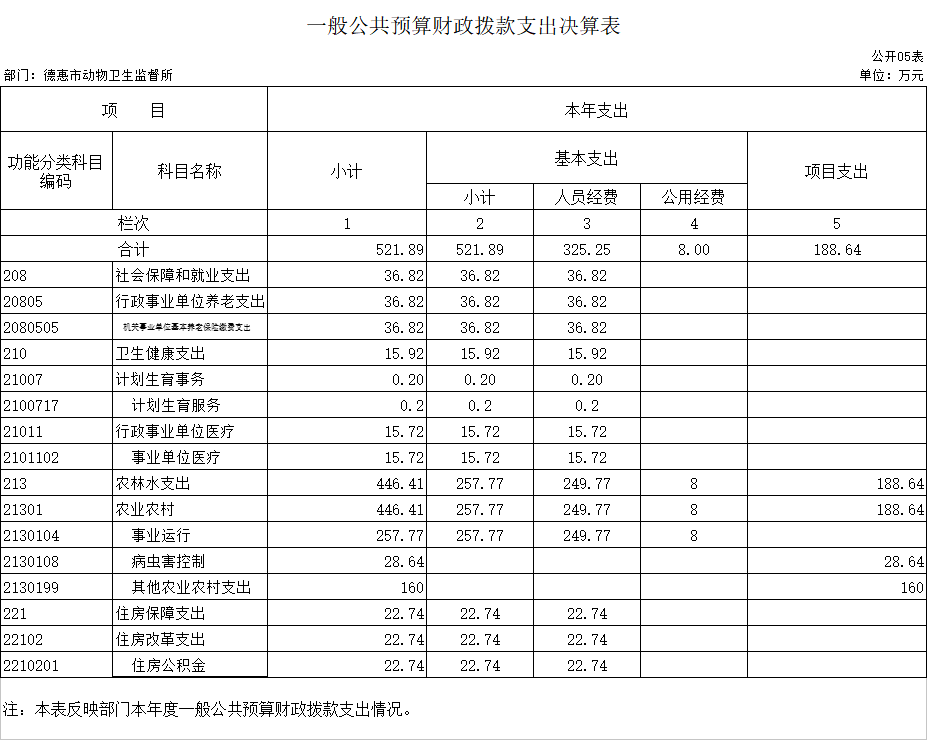 一般公共预算财政拨款支出决算表
公开05表
部门：德惠市动物卫生监督所 单位：万元
项 目 本年支出
功能分类科目编码 科目名称 小计 基本支出 项目支出
小计 人员经费 公用经费
栏次 1 2 3 4 5
合计 521.89 521.89 325.25 8.00 188.64
208 社会保障和就业支出 36.82 36.82 36.82
20805 行政事业单位养老支出 36.82 36.82 36.82
2080505 机关事业单位基本养老保险缴费支出 36.82 36.82 36.82
210 卫生健康支出 15.92 15.92 15.92
21007 计划生育事务 0.20 0.20 0.20
2100717 计划生育服务 0.2 0.2 0.2
21011 行政事业单位医疗 15.72 15.72 15.72
2101102 事业单位医疗 15.72 15.72 15.72
213 农林水支出 446.41 257.77 249.77 8 188.64
21301 农业农村 446.41 257.77 249.77 8 188.64
2130104 事业运行 257.77 257.77 249.77 8
2130108 病虫害控制 28.64 28.64
2130199 其他农业农村支出 160 160
221 住房保障支出 22.74 22.74 22.74
22102 住房改革支出 22.74 22.74 22.74
2210201 住房公积金 22.74 22.74 22.74
注：本表反映部门本年度一般公共预算财政拨款支出情况。